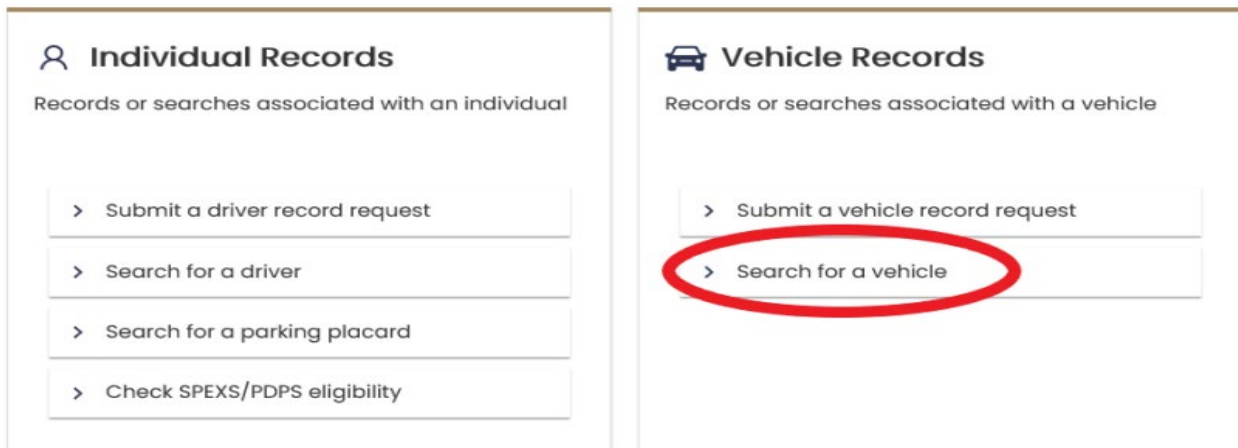 Individual Records
Records or searches associated with an individual
Submit a driver record request
Search for a driver
Search for a parking placard
Check SPEXS/PDPS eligibility
Vehicle Records
Records or searches associated with a vehicle
Submit a vehicle record request
Search for a vehicle